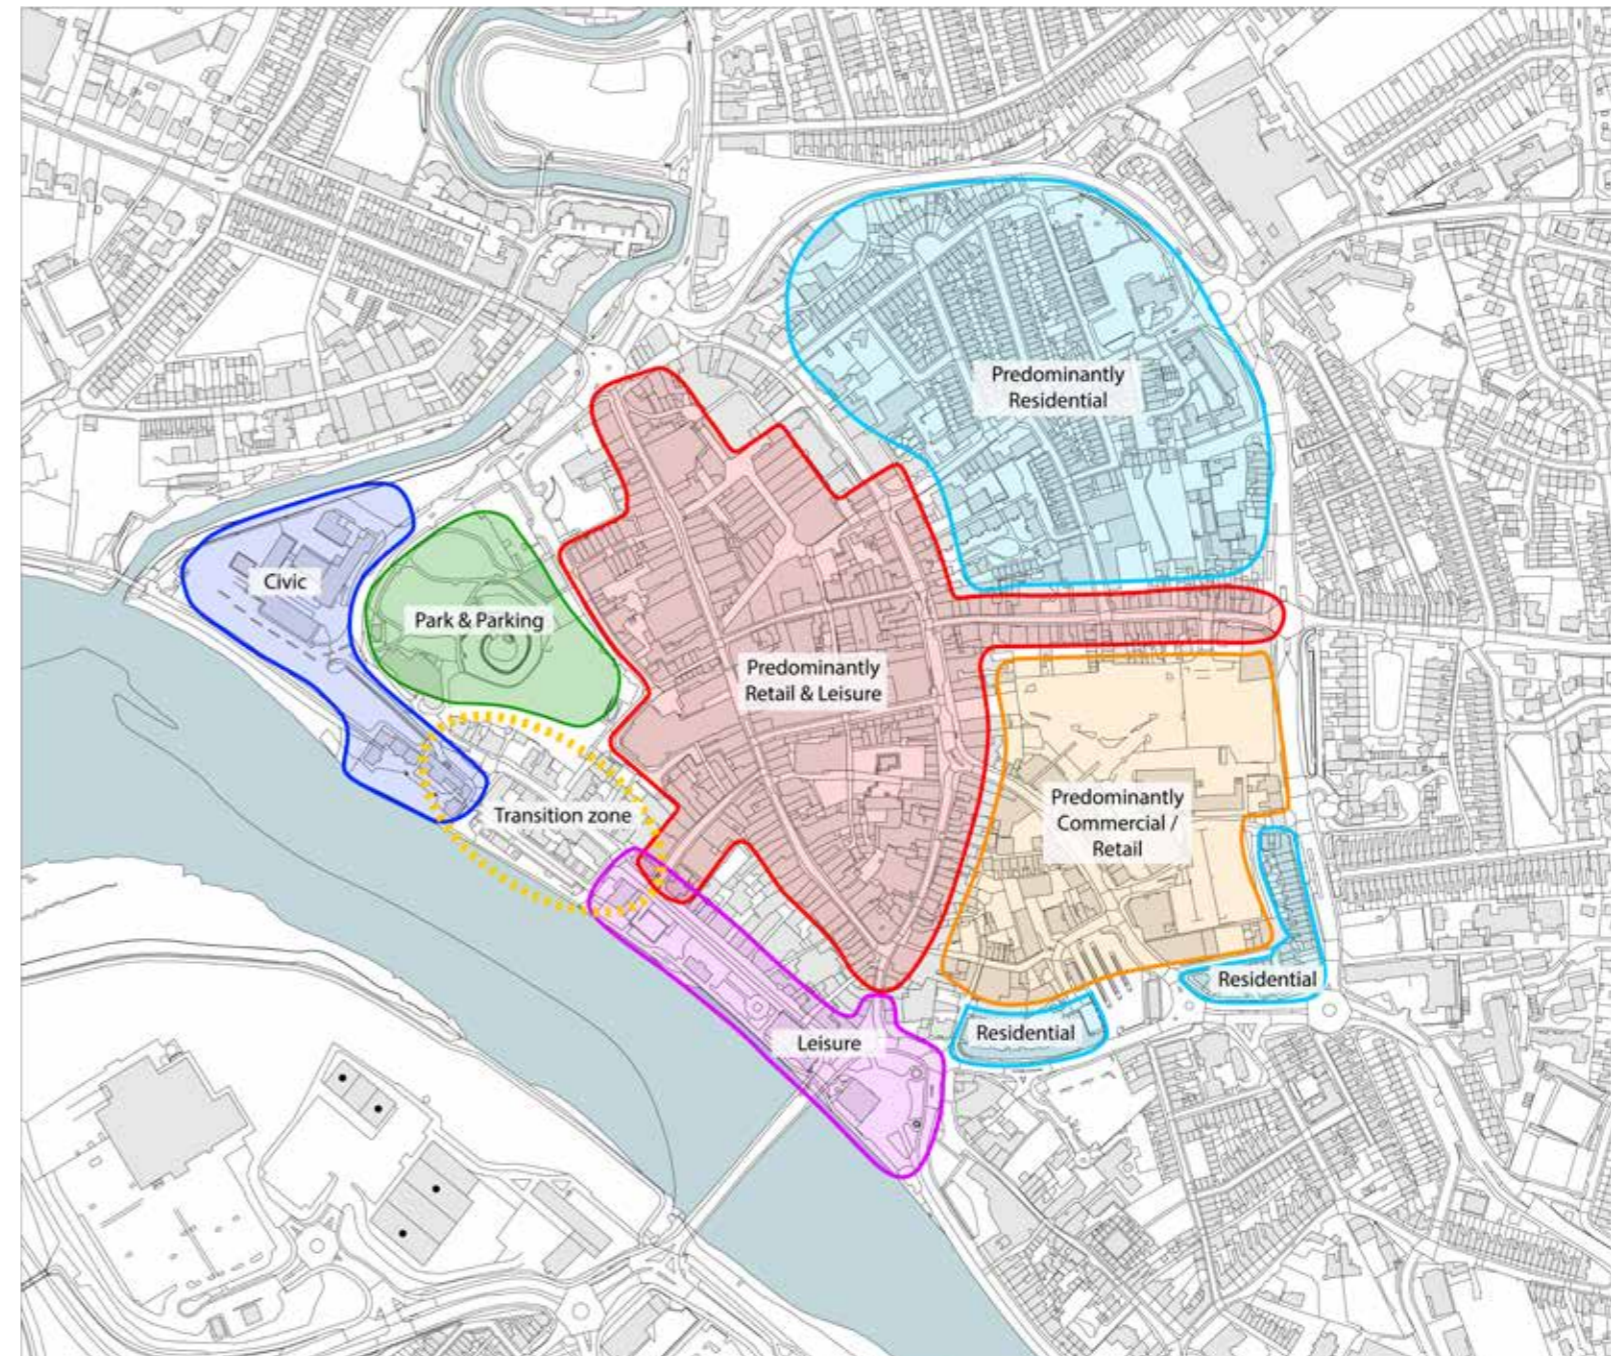 Predominantly
Residential
Civic
Park & Parking
Predominantly
Retail & Leisure
Transition zone
Predominantly
Commercial /
Retail
Residential
Residential
Leisure